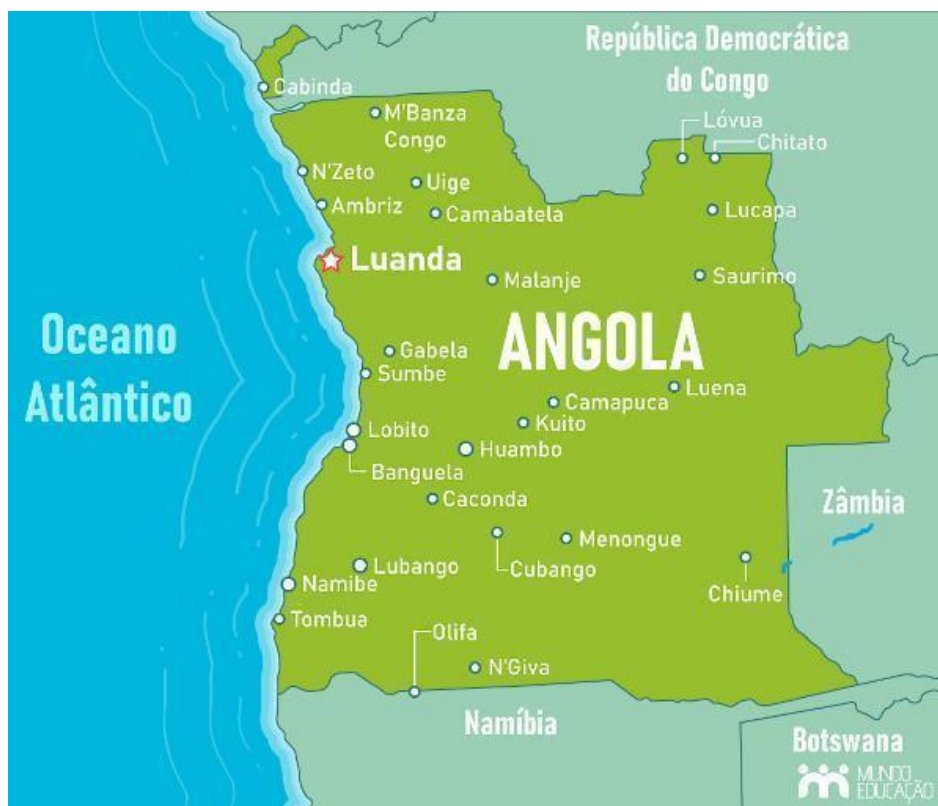 República Democrática
do Congo
Cabinda
M'Banza
Congo
Lóvua
Chitato
N'Zeto
Uige
Ambriz
Camabatela
Lucapa
Luanda
Malanje
Saurimo
Oceano
Atlântico
ANGOLA
Gabela
Sumbe
Luena
Camapuca
Kuito
Lobito
Huambo
Banguela
Caconda
Zâmbia
Menongue
Cubango
Lubango
Namibe
Chiume
Tombua
Olifa
N'Giva
Namíbia
Botswana
MUNDO
EDUCAÇÃO